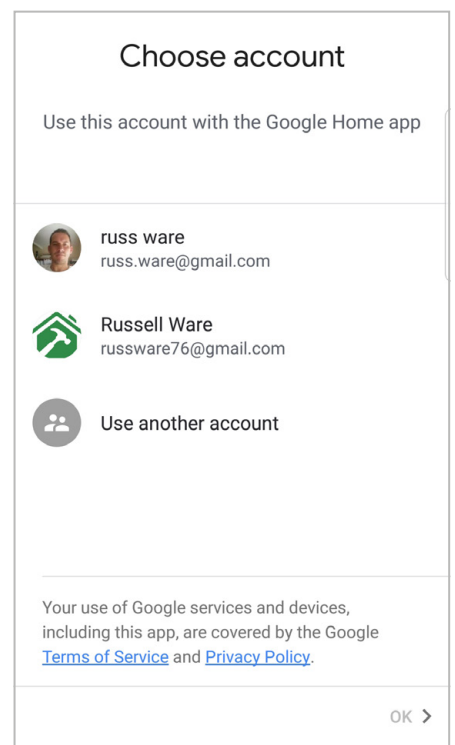 Choose account
Use this account with the Google Home app
russ ware
russ.ware@gmail.com
Russell Ware
russware76@gmail.com
Use another account
Your use of Google services and devices,
including this app, are covered by the Google
Terms of Service and Privacy Policy.
OK